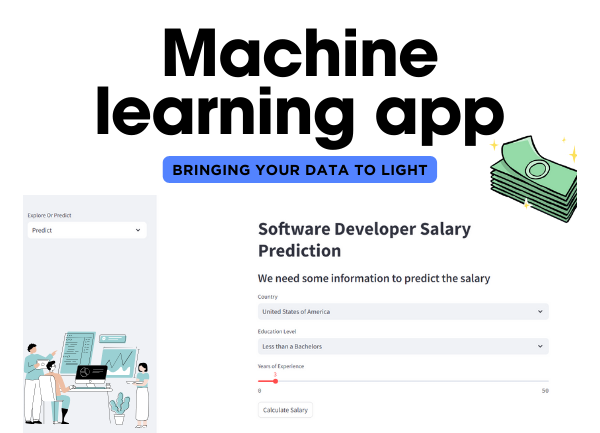 Machine
learning app
BRINGING YOUR DATA TO LIGHT
Explore Or Predict
Predict
Software Developer Salary
Prediction
We need some information to predict the salary
Country
United States of America
Education Level
Less than a Bachelors
Years of Experience
3
0 50
Calculate Salary